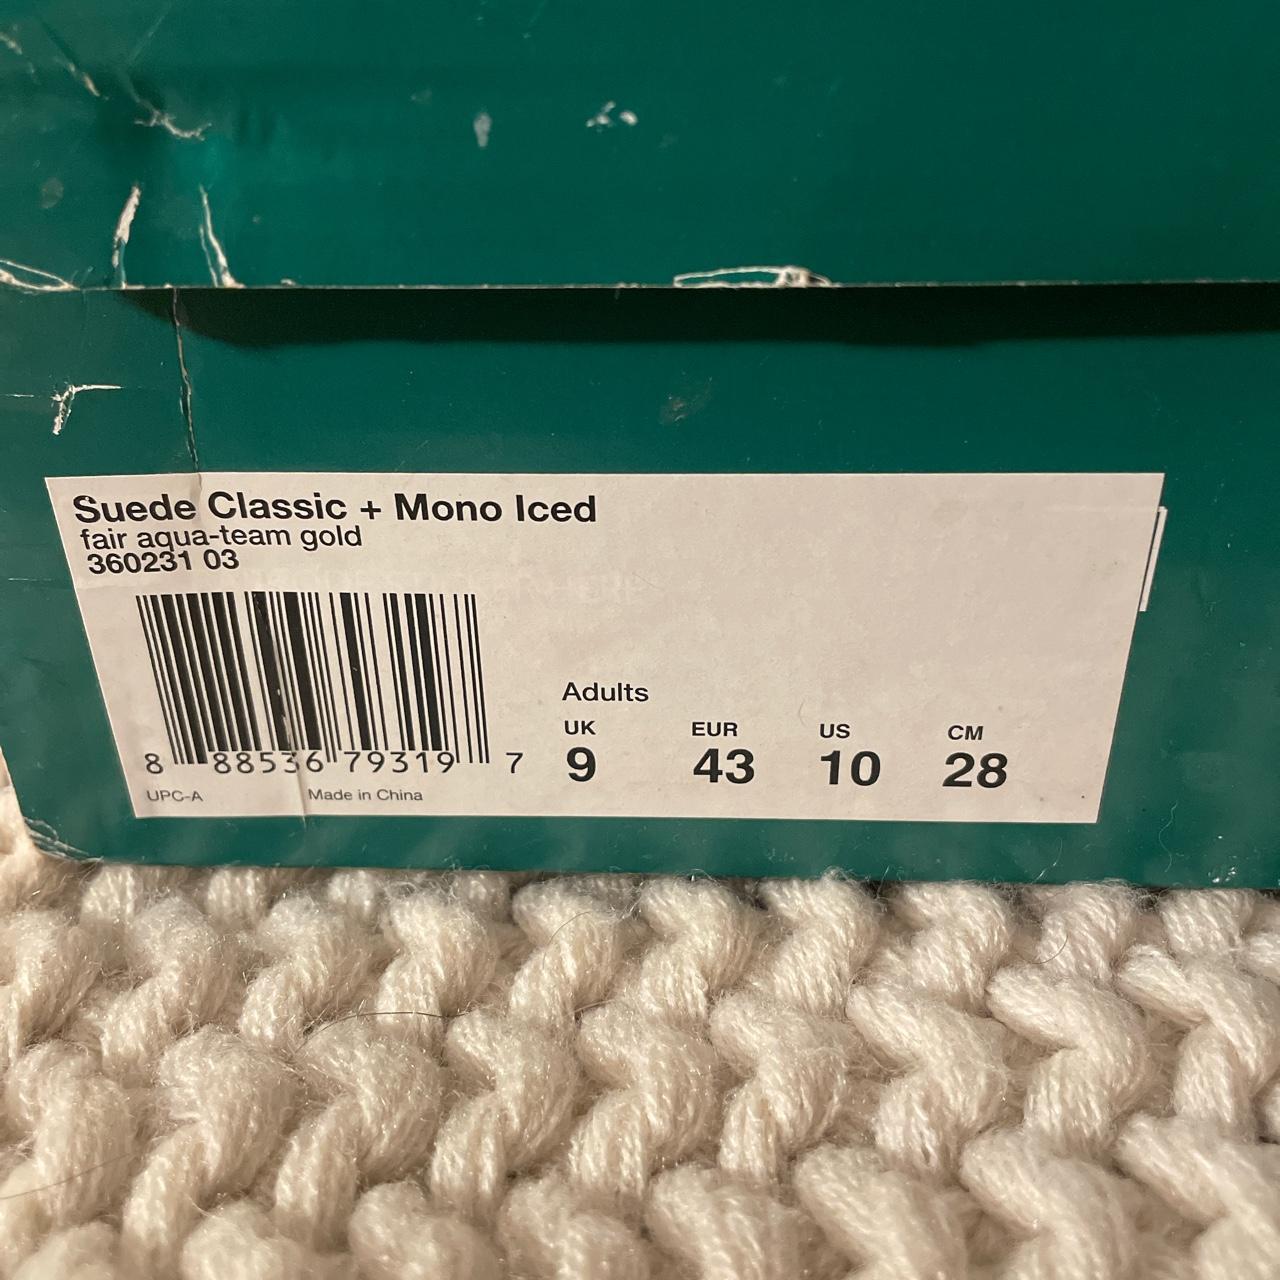 Suede Classic + Mono Iced
fair aqua-team gold
360231 03
8 88536 79319 7
UPC-A Made in China
Adults
UK EUR US CM
9 43 10 28